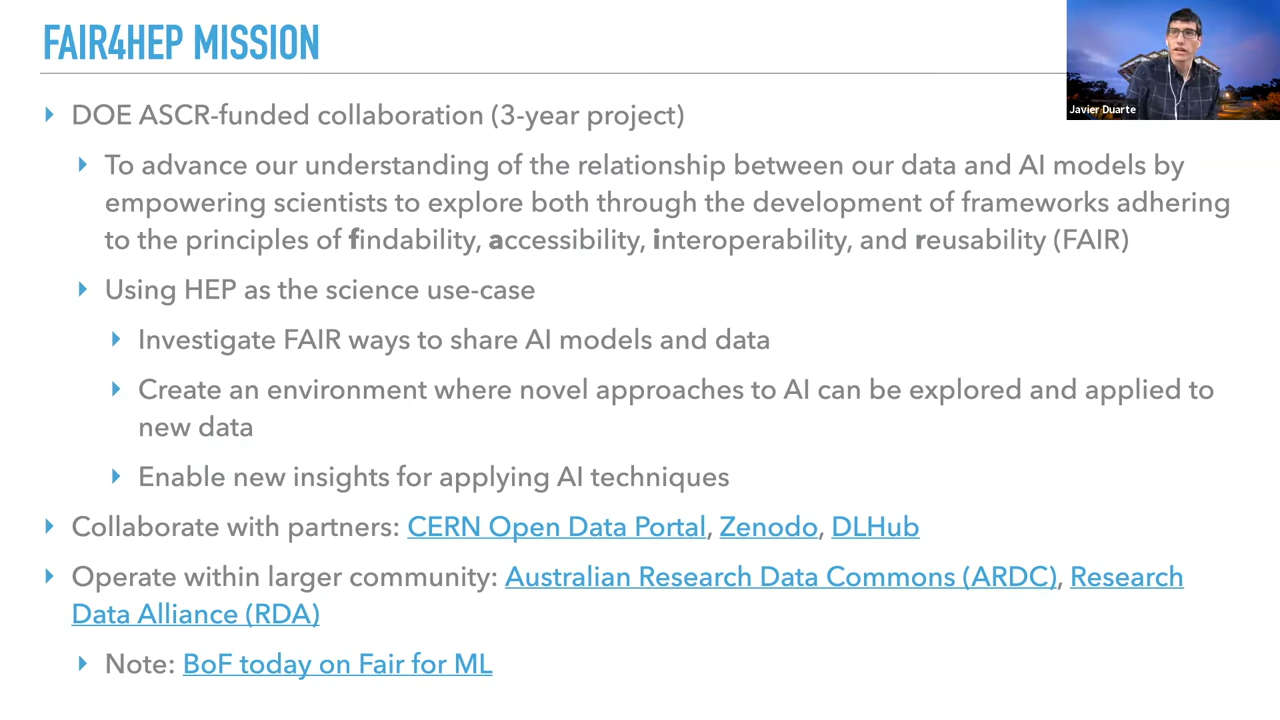 FAIR4HEP MISSION
Javier Duarte
DOE ASCR-funded collaboration (3-year project)
To advance our understanding of the relationship between our data and AI models by
empowering scientists to explore both through the development of frameworks adhering
to the principles of findability, accessibility, interoperability, and reusability (FAIR)
Using HEP as the science use-case
Investigate FAIR ways to share AI models and data
Create an environment where novel approaches to AI can be explored and applied to
new data
Enable new insights for applying AI techniques
Collaborate with partners: CERN Open Data Portal, Zenodo, DLHub
Operate within larger community: Australian Research Data Commons (ARDC), Research
Data Alliance (RDA)
Note: BoF today on Fair for ML